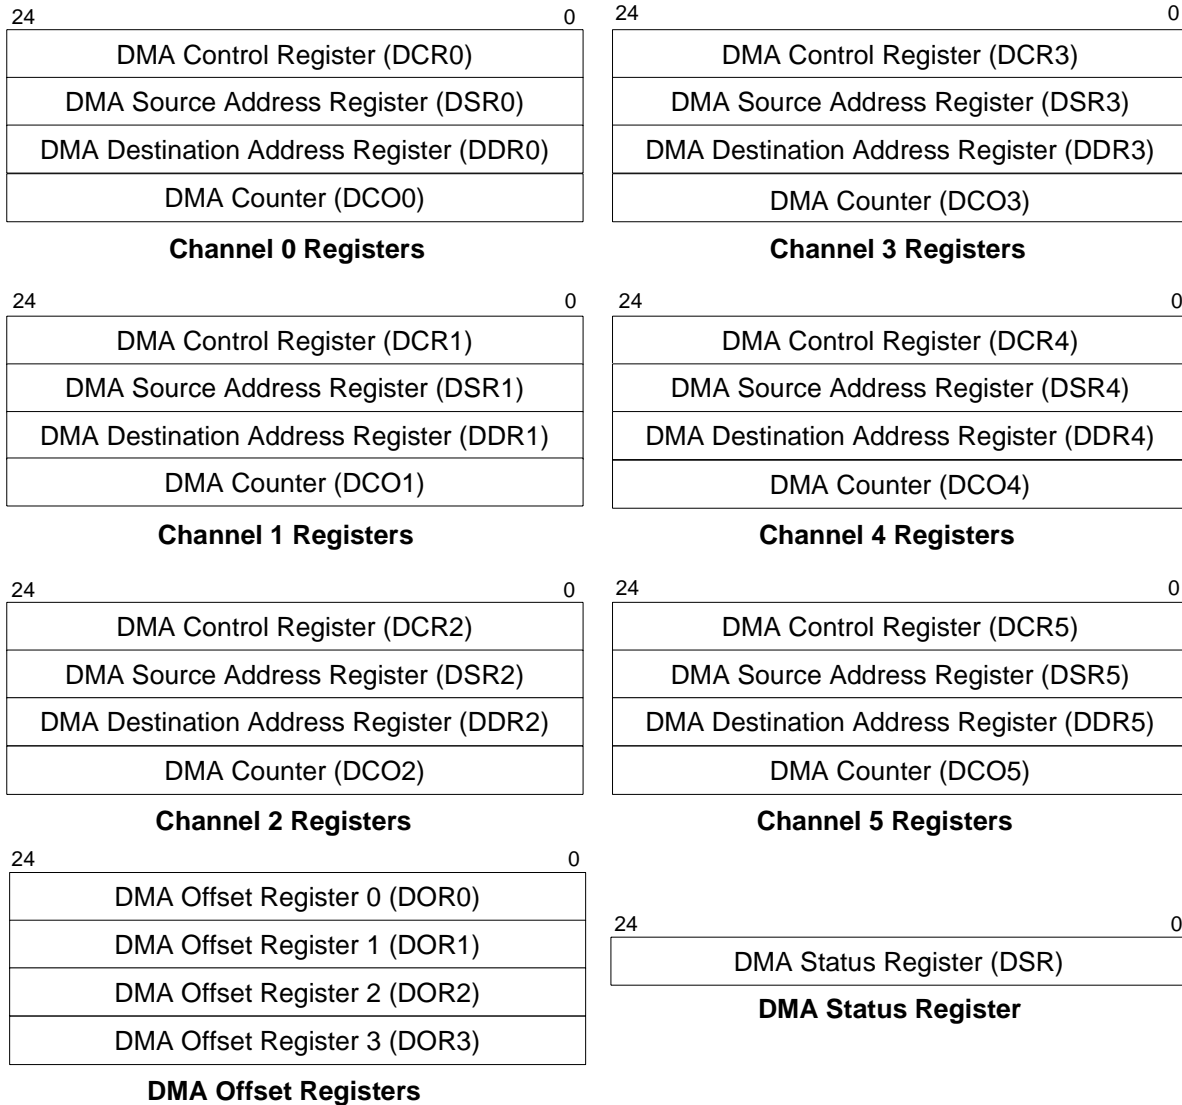 24 0
DMA Control Register (DCR0)
DMA Source Address Register (DSR0)
DMA Destination Address Register (DDR0)
DMA Counter (DCO0)
Channel 0 Registers
24 0
DMA Control Register (DCR3)
DMA Source Address Register (DSR3)
DMA Destination Address Register (DDR3)
DMA Counter (DCO3)
Channel 3 Registers
24 0
DMA Control Register (DCR1)
DMA Source Address Register (DSR1)
DMA Destination Address Register (DDR1)
DMA Counter (DCO1)
Channel 1 Registers
24 0
DMA Control Register (DCR4)
DMA Source Address Register (DSR4)
DMA Destination Address Register (DDR4)
DMA Counter (DCO4)
Channel 4 Registers
24 0
DMA Control Register (DCR2)
DMA Source Address Register (DSR2)
DMA Destination Address Register (DDR2)
DMA Counter (DCO2)
Channel 2 Registers
24 0
DMA Control Register (DCR5)
DMA Source Address Register (DSR5)
DMA Destination Address Register (DDR5)
DMA Counter (DCO5)
Channel 5 Registers
24 0
DMA Offset Register 0 (DOR0)
DMA Offset Register 1 (DOR1)
DMA Offset Register 2 (DOR2)
DMA Offset Register 3 (DOR3)
DMA Offset Registers
24 0
DMA Status Register (DSR)
DMA Status Register